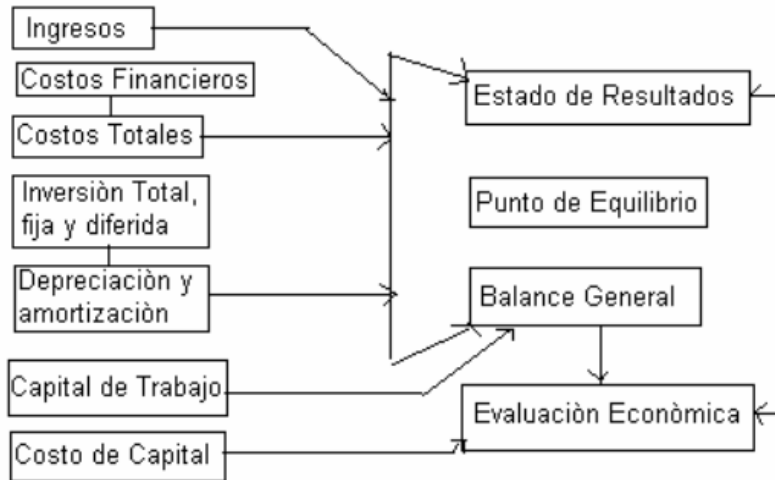 Ingresos
Costos Financieros
Costos Totales
Inversiòn Total,
fija y diferida
Depreciaciòn y
amortizaciòn
Capital de Trabajo
Costo de Capital
Estado de Resultados
Punto de Equilibrio
Balance General
Evaluaciòn Econòmica